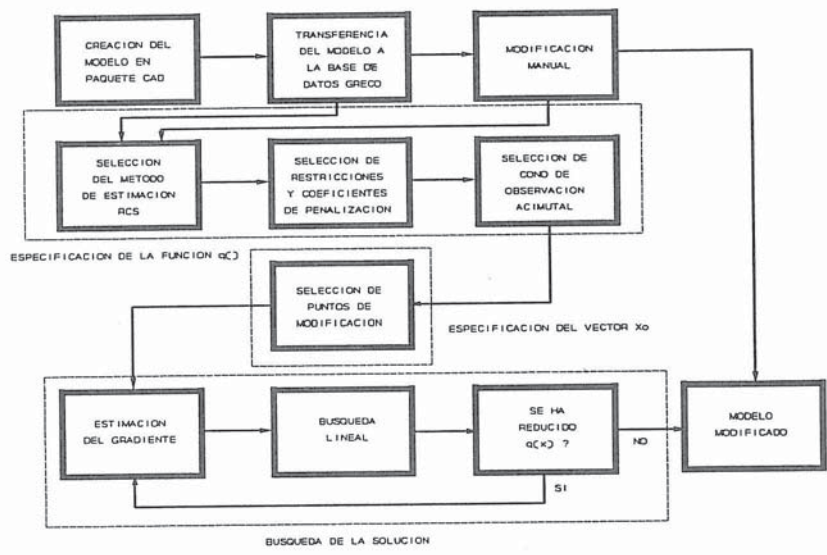 CREACION DEL
MODELO EN
PAQUETE CAD
TRANSFERENCIA
DEL MODELO A
LA BASE DE
DATOS GRECO
MODIFICACION
MANUAL
SELECCION
DEL METODO
DE ESTIMACION
RCS
SELECCION DE
RESTRICCIONES
Y COEFICIENTES
DE PENALIZACION
SELECCION DE
CONO DE
OBSERVACION
ACIMUTAL
ESPECIFICACION DE LA FUNCION q()
SELECCION DE
PUNTOS DE
MODIFICACION
ESPECIFICACION DEL VECTOR Xo
ESTIMACION
DEL GRADIENTE
BUSQUEDA
LINEAL
SE HA
REDUCIDO
q(X) ?
NO
SI
MODELO
MODIFICADO
BUSQUEDA DE LA SOLUCION